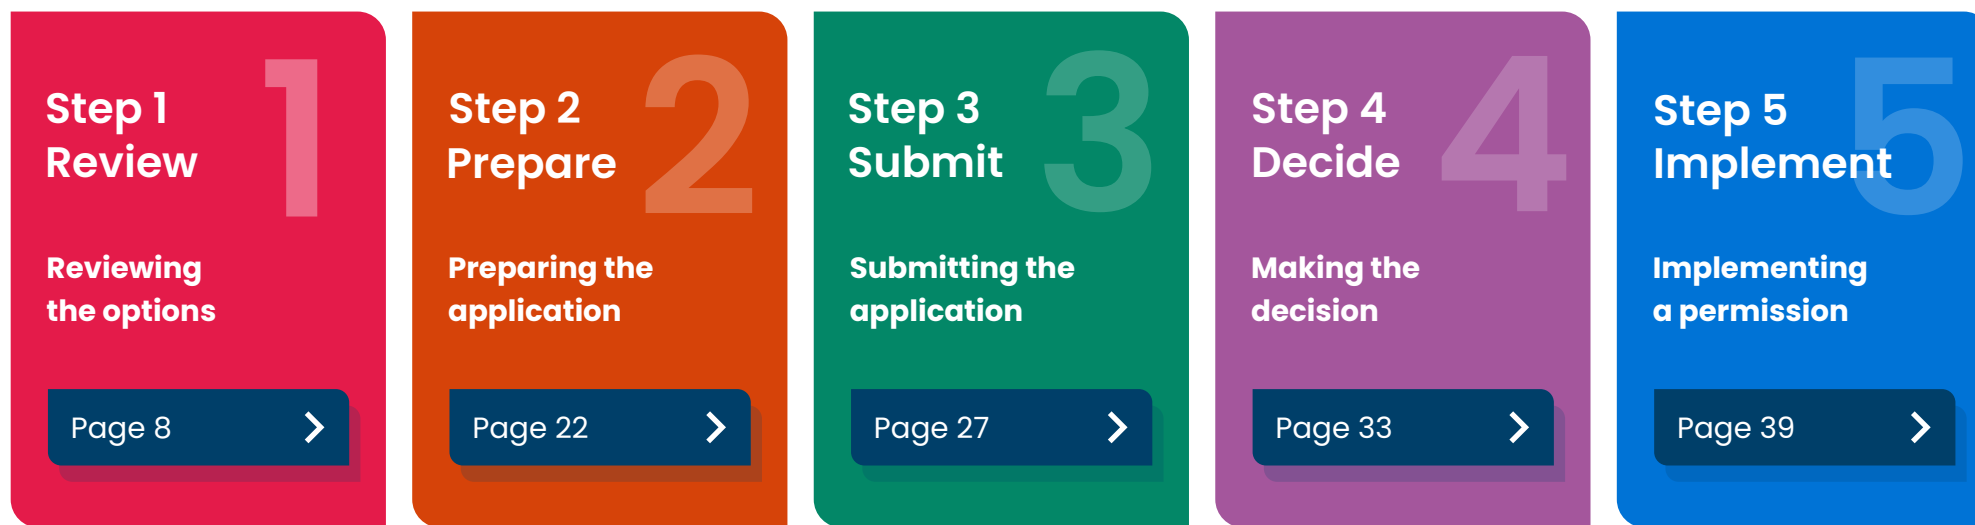 1
Step 1
Review
Reviewing
the options
Page 8
2
Step 2
Prepare
Preparing the
application
Page 22
3
Step 3
Submit
Submitting the
application
Page 27
4
Step 4
Decide
Making the
decision
Page 33
5
Step 5
Implement
Implementing
a permission
Page 39